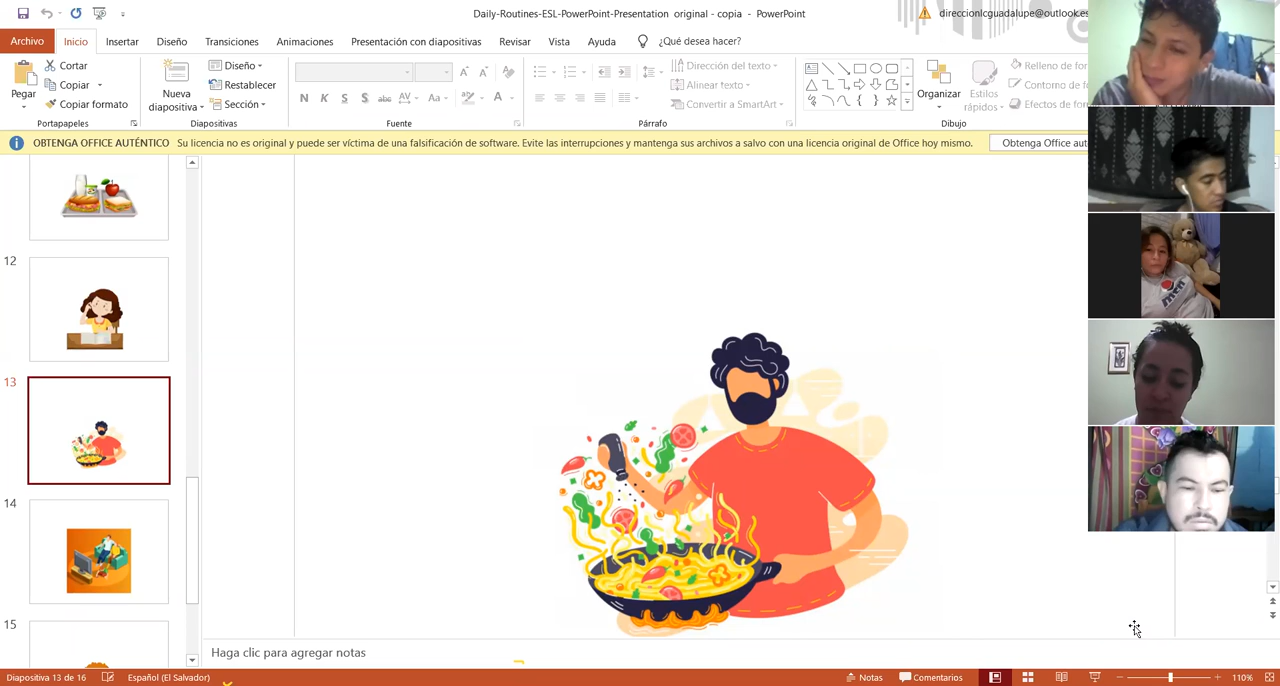 Daily-Routines-ESL-PowerPoint-Presentation original - copia - PowerPoint
direccionlcguadalupe@outlook.es
Archivo Inicio Insertar Diseño Transiciones Animaciones Presentación con diapositivas Revisar Vista Ayuda ¿Qué desea hacer?
Pegar
Cortar
Copiar
Copiar formato
Portapapeles
Nueva
diapositiva
Diseño
Restablecer
Sección
Diapositivas
N K S S abc AV Aa A
Fuente
Párrafo
Dirección del texto
Alinear texto
Convertir a SmartArt
Organizar
Estilos
rápidos
Relleno de for
Contorno de
Efectos de for
Dibujo
OBTENGA OFFICE AUTÉNTICO Su licencia no es original y puede ser víctima de una falsificación de software. Evite las interrupciones y mantenga sus archivos a salvo con una licencia original de Office hoy mismo.
Obtenga Office aut
12
13
14
15
Haga clic para agregar notas
Diapositiva 13 de 16 Español (El Salvador) Notas Comentarios 110%